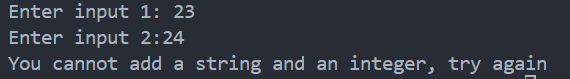 Enter input 1: 23
Enter input 2:24
You cannot add a string and an integer, try again